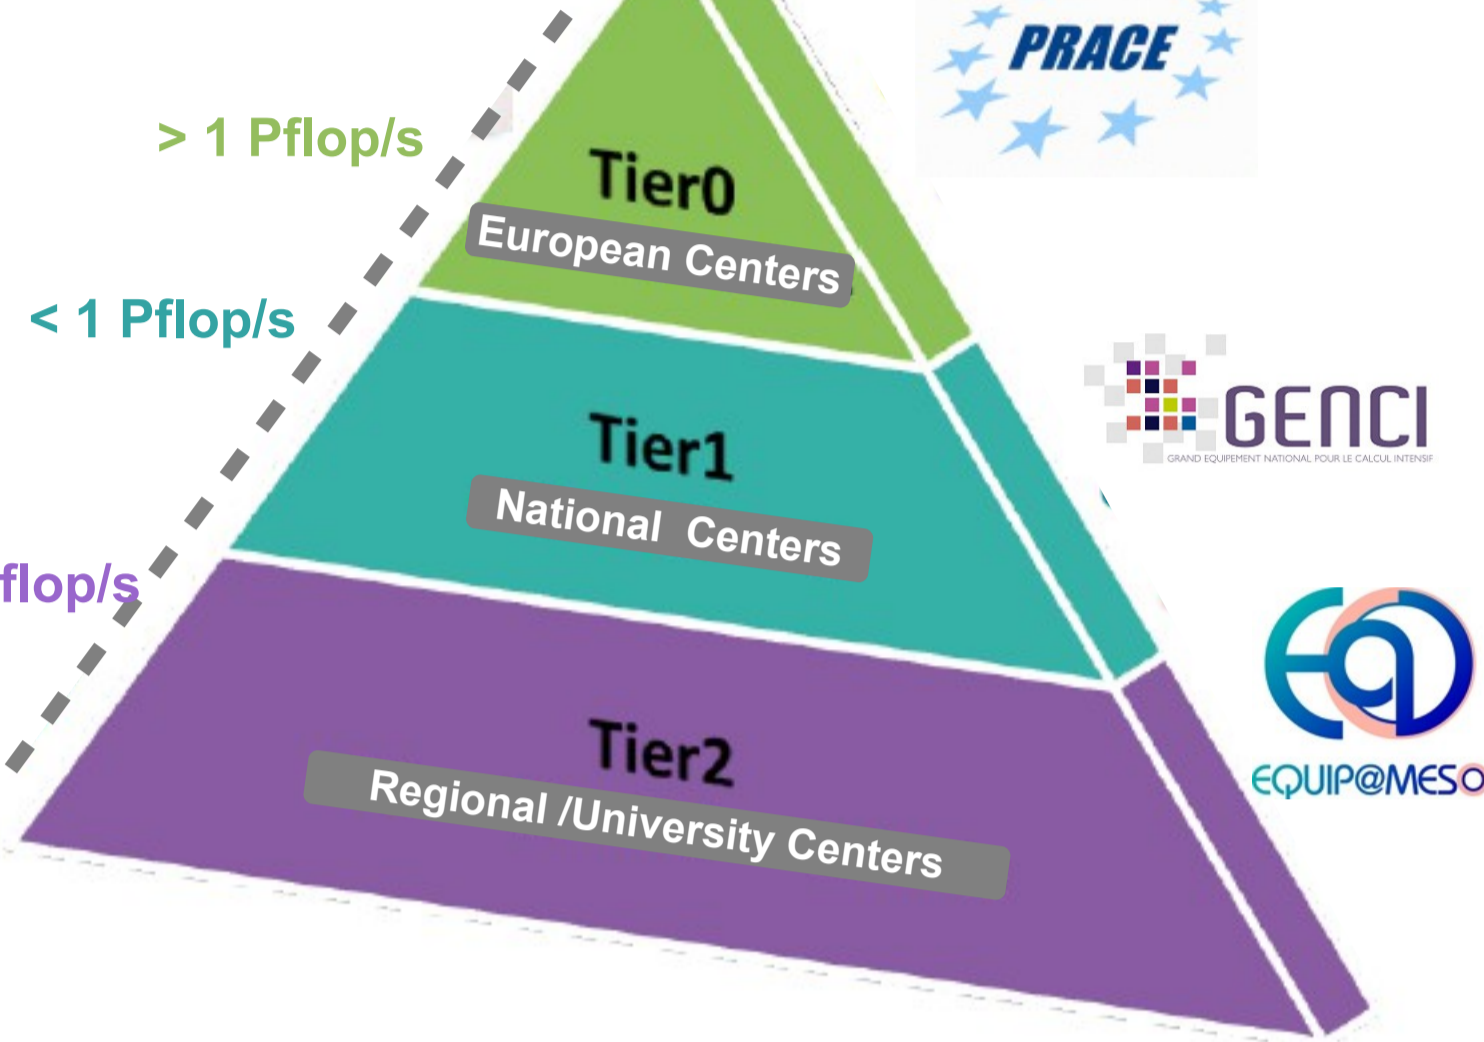 PRACE
> 1 Pflop/s
Tier0
European Centers
< 1 Pflop/s
GENCI
GRAND EQUIPEMENT NATIONAL POUR LE CALCUL INTENSIF
Tier1
National Centers
flop/s
Tier2
Regional /University Centers
EQUIP@MESO